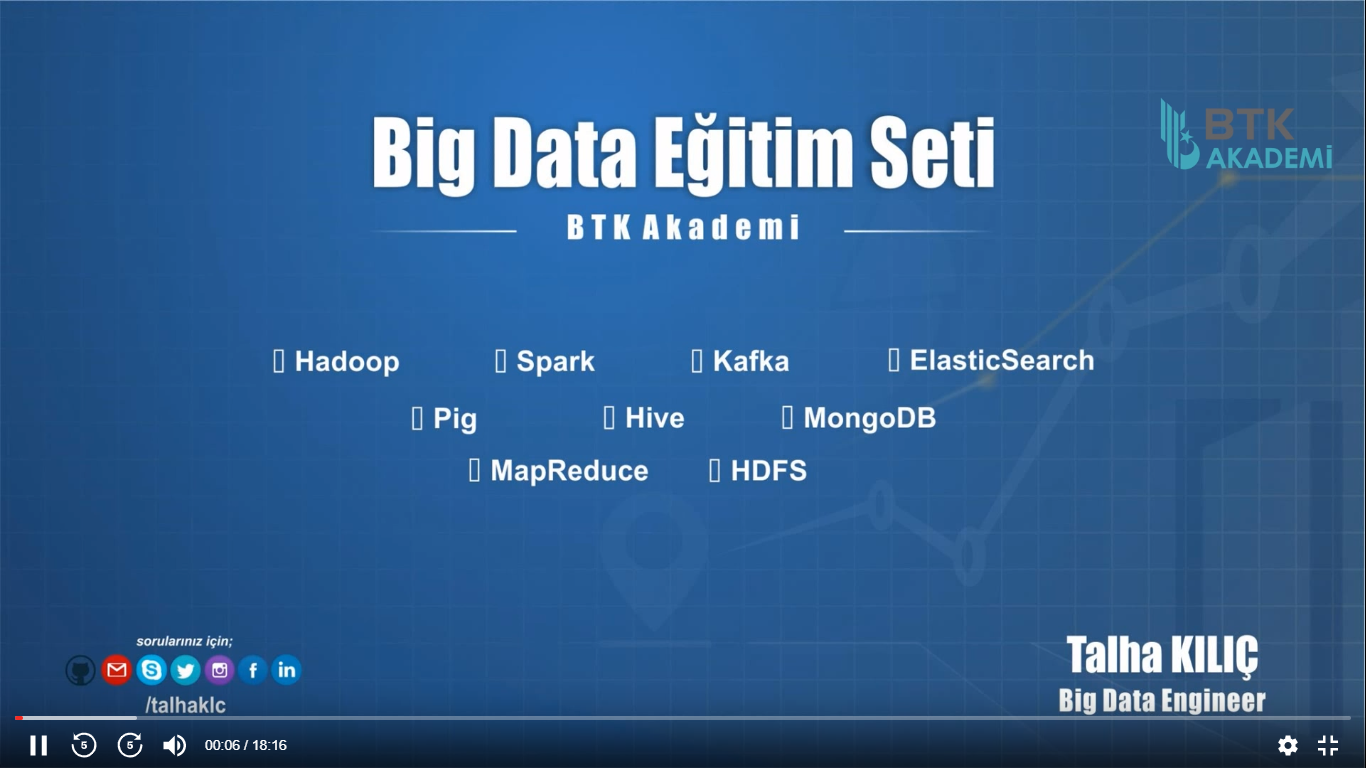 Big Data Eğitim Seti
BTK Akademi
BTK
AKADEMİ
Hadoop Spark Kafka ElasticSearch
Pig Hive MongoDB
MapReduce HDFS
sorularınız için;
/talhaklc
Talha KILIÇ
Big Data Engineer
5 5 00:06 / 18:16